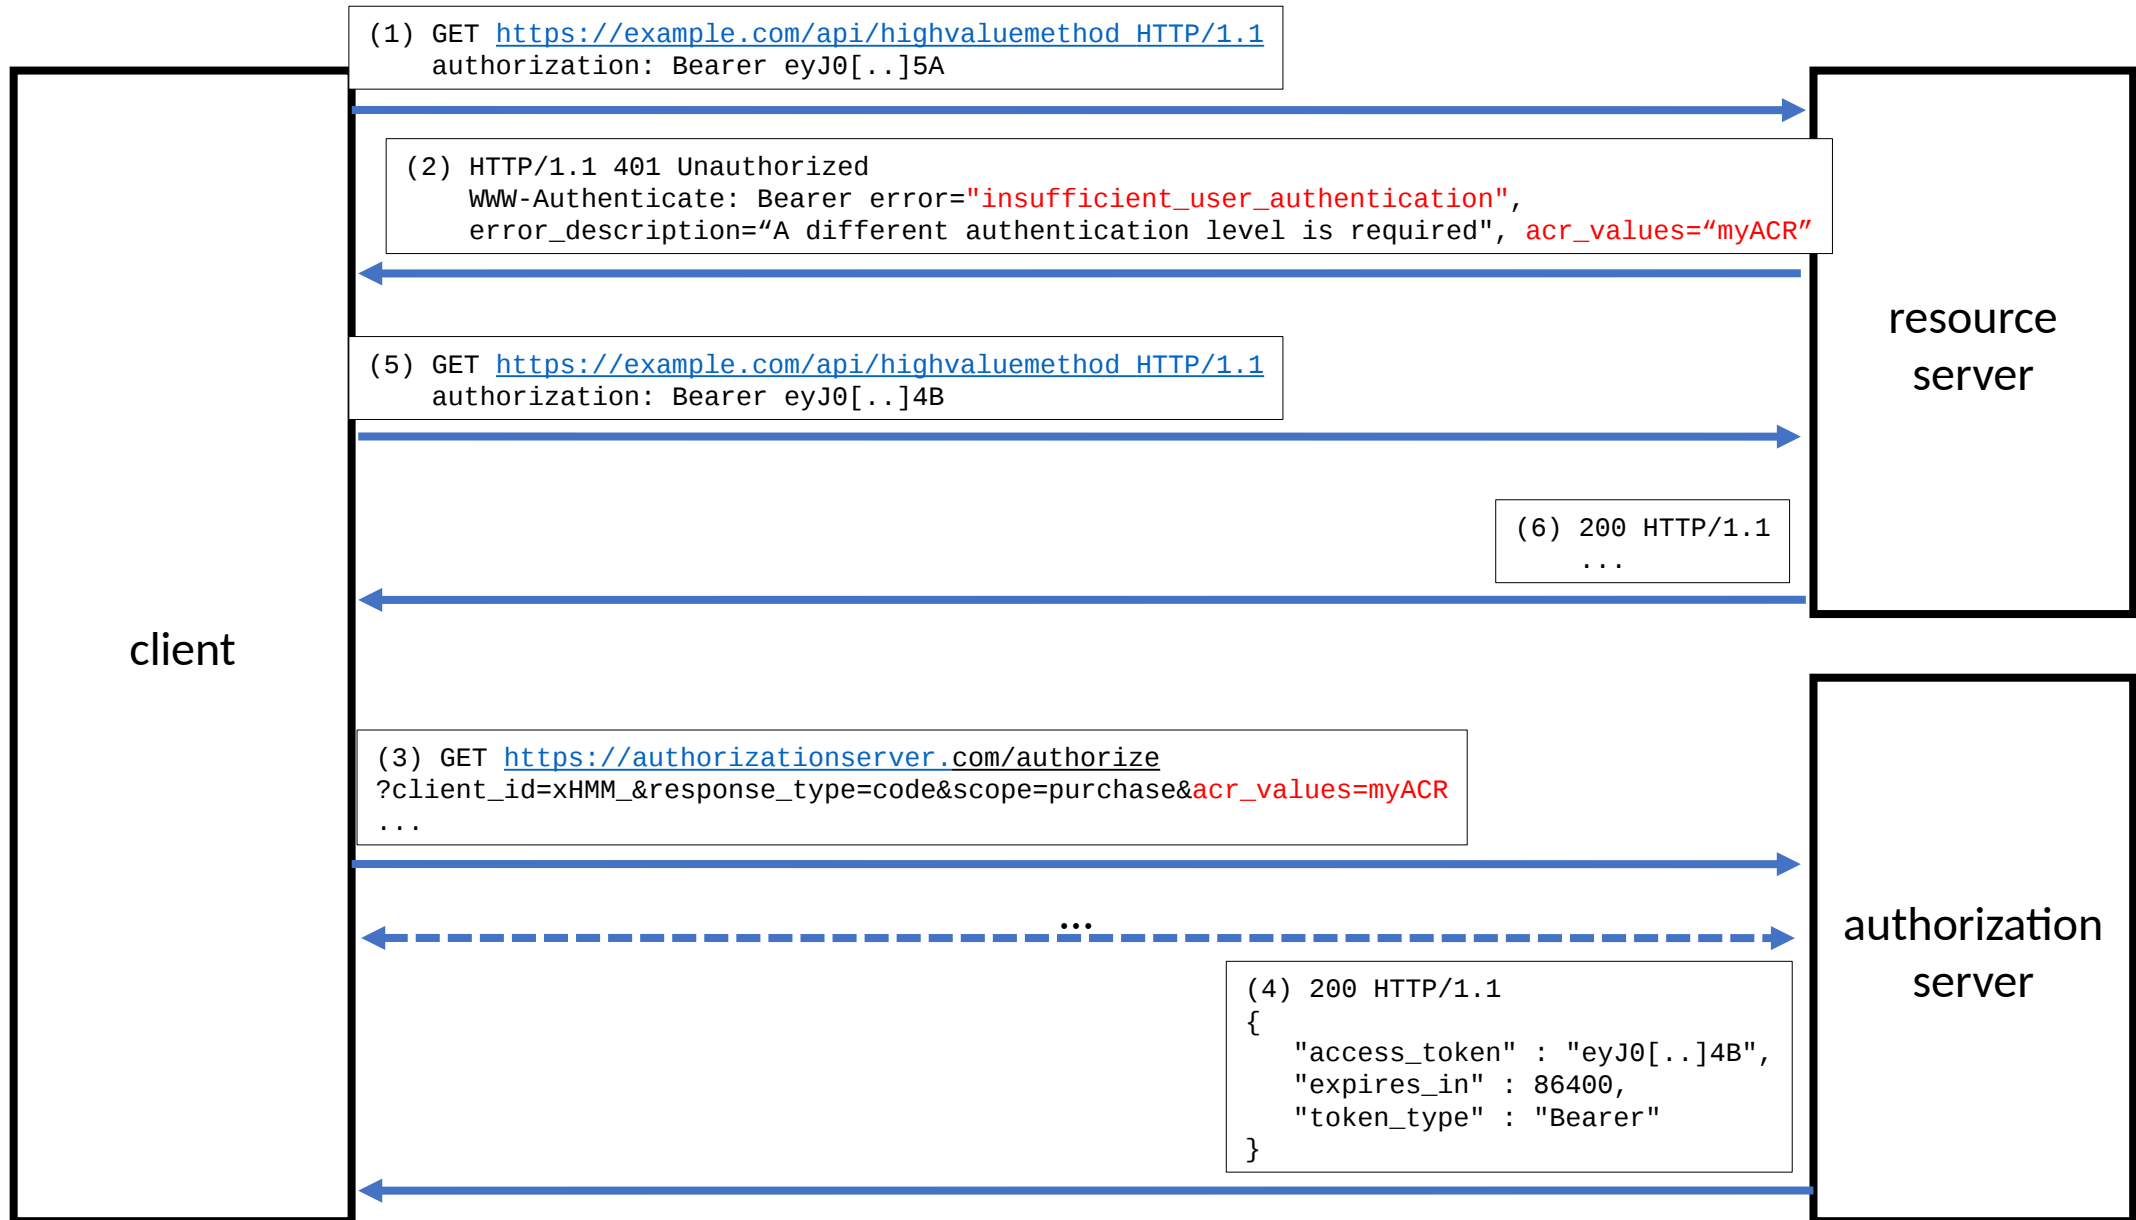 (1) GET https://example.com/api/highvaluemethod HTTP/1.1
authorization: Bearer eyJ0[..]5A
(2) HTTP/1.1 401 Unauthorized
WWW-Authenticate: Bearer error="insufficient_user_authentication",
error_description=“A different authentication level is required", acr_values=“myACR”
resource
server
(5) GET https://example.com/api/highvaluemethod HTTP/1.1
authorization: Bearer eyJ0[..]4B
(6) 200 HTTP/1.1
...
client
(3) GET https://authorizationserver.com/authorize
?client_id=xHMM_&response_type=code&scope=purchase&acr_values=myACR
...
...
authorization
server
(4) 200 HTTP/1.1
{
"access_token" : "eyJ0[..]4B",
"expires_in" : 86400,
"token_type" : "Bearer"
}